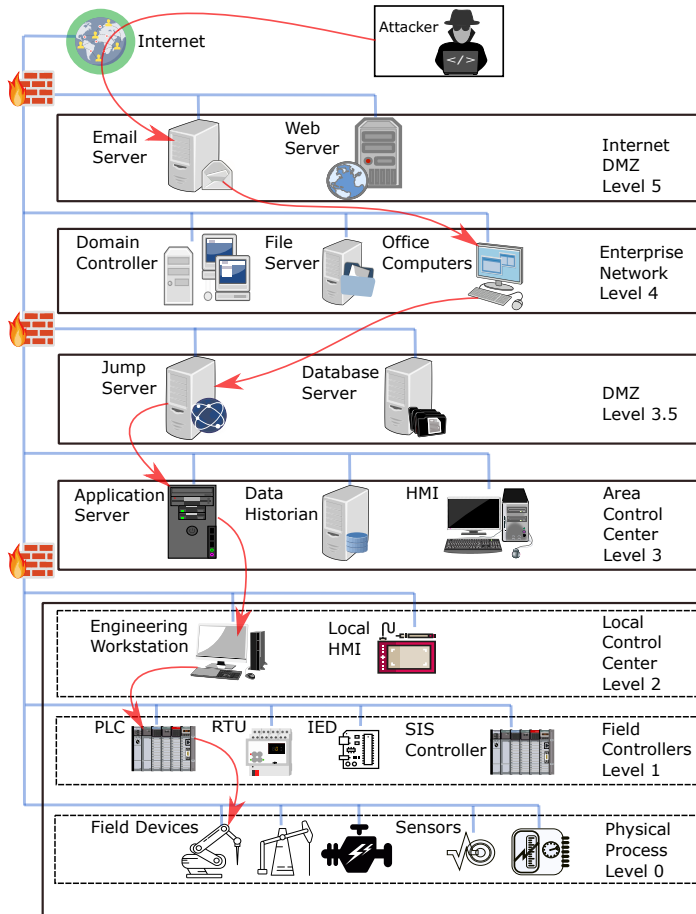 Internet
Attacker
</>
Email
Server
Web
Server
Internet
DMZ
Level 5
Domain
Controller
File
Server
Office
Computers
Enterprise
Network
Level 4
Jump
Server
Database
Server
DMZ
Level 3.5
Application
Server
Data
Historian
HMI
Area
Control
Center
Level 3
Engineering
Workstation
Local
HMI
Local
Control
Center
Level 2
PLC
RTU
IED
SIS
Controller
Field
Controllers
Level 1
Field Devices
Sensors
Physical
Process
Level 0